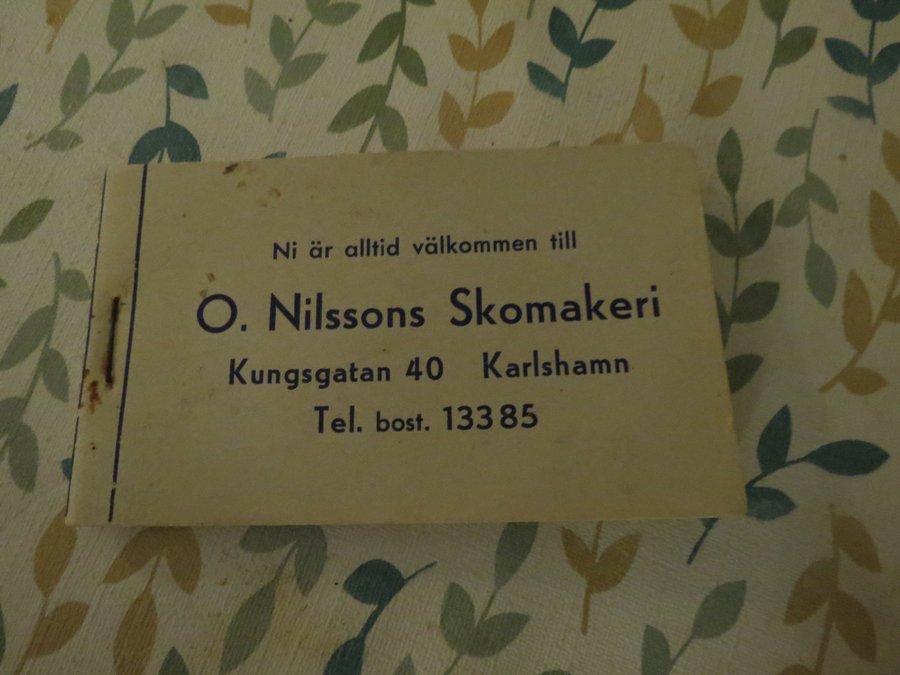 Ni är alltid välkommen till
O. Nilssons Skomakeri
Kungsgatan 40 Karlshamn
Tel. bost. 13385